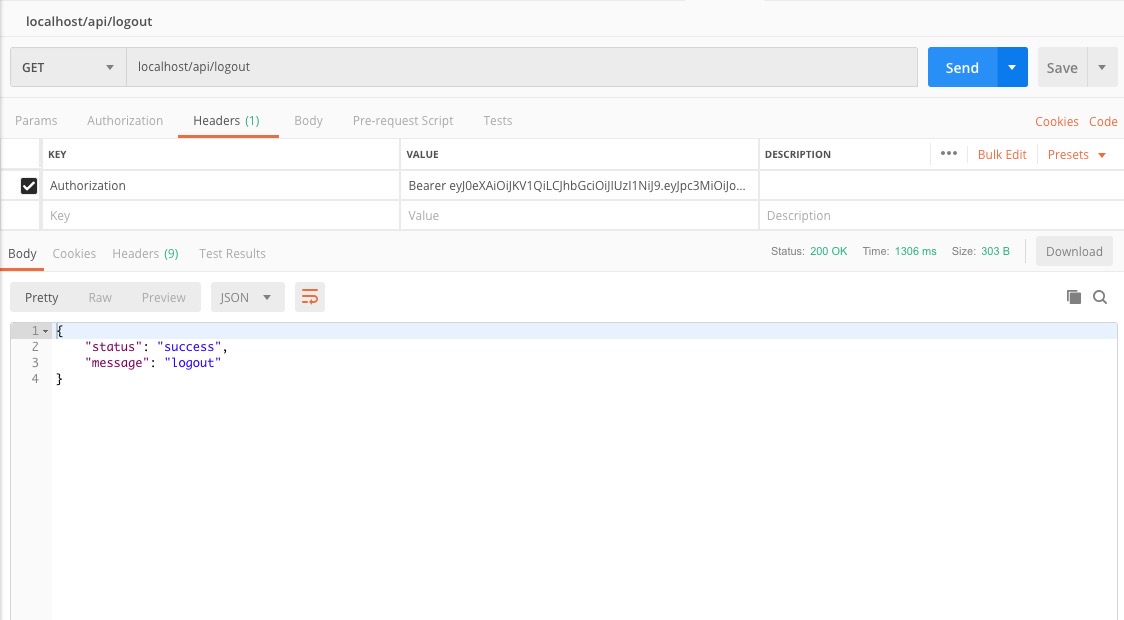 localhost/api/logout
GET localhost/api/logout Send Save
Params Authorization Headers (1) Body Pre-request Script Tests Cookies Code
KEY VALUE DESCRIPTION ••• Bulk Edit Presets
Authorization Bearer eyJ0eXAiOiJKV1QiLCJhbGciOiJIUzI1NiJ9.eyJpc3MiOiJo...
Key Value Description
Body Cookies Headers (9) Test Results Status: 200 OK Time: 1306 ms Size: 303 B Download
Pretty Raw Preview JSON
1 {
2 "status": "success",
3 "message": "logout"
4 }